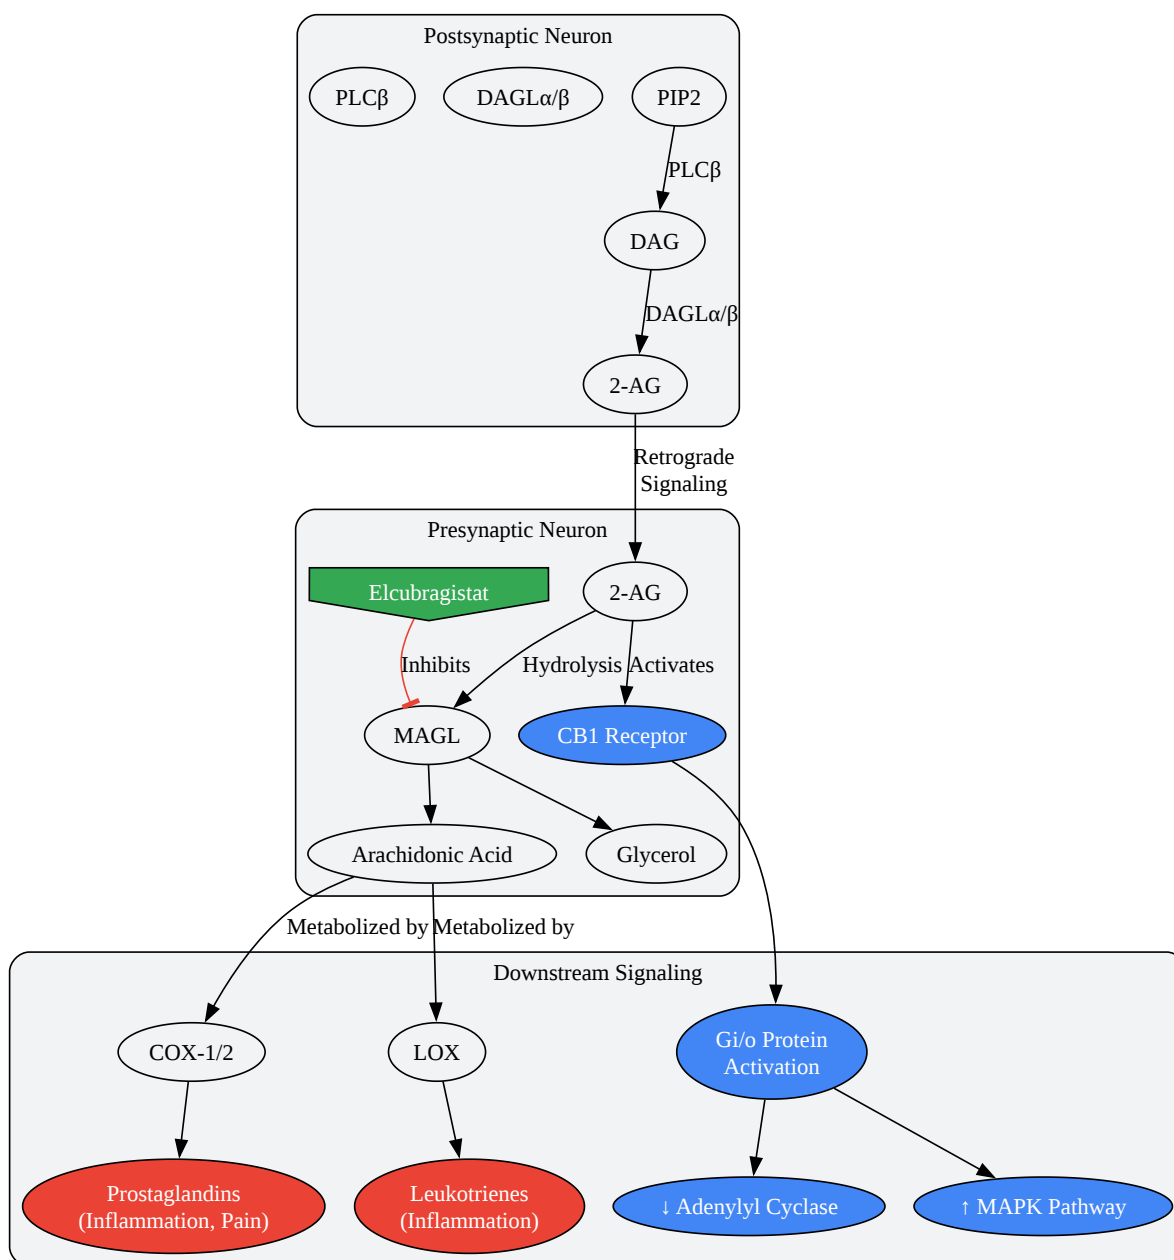 Postsynaptic Neuron
PLCβ
DAGLα/β
PIP2
PLCβ
DAG
DAGLα/β
2-AG
Retrograde
Signaling
Presynaptic Neuron
Elcubragistat
2-AG
Inhibits
Hydrolysis
Activates
MAGL
CB1 Receptor
Arachidonic Acid
Glycerol
Metabolized by
Metabolized by
Downstream Signaling
COX-1/2
LOX
Gi/o Protein
Activation
Prostaglandins
(Inflammation, Pain)
Leukotrienes
(Inflammation)
↓ Adenylyl Cyclase
↑ MAPK Pathway